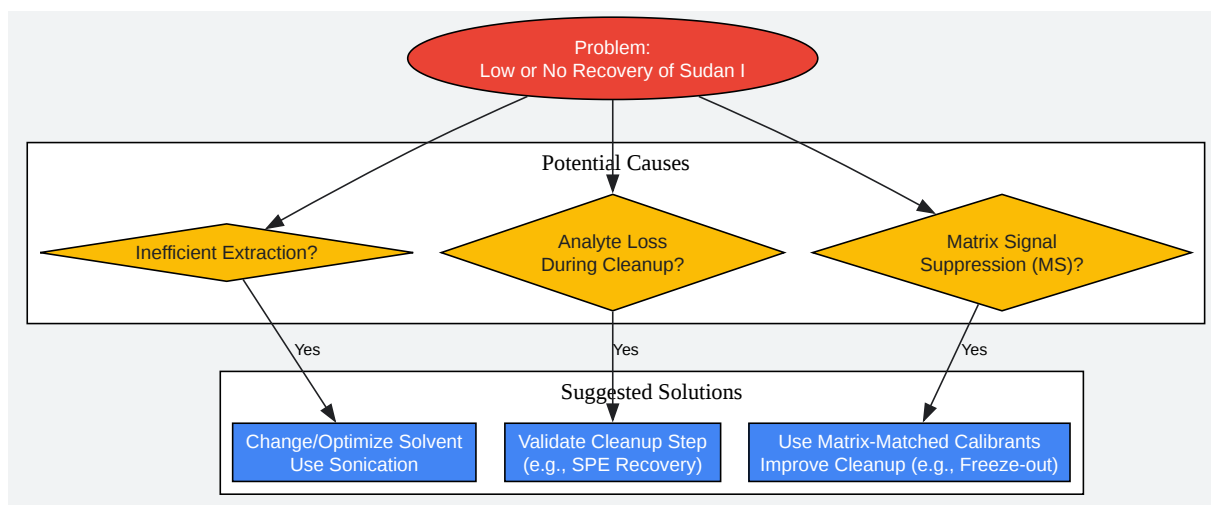 Problem:
Low or No Recovery of Sudan I
Potential Causes
Inefficient Extraction?
Analyte Loss
During Cleanup?
Matrix Signal
Suppression (MS)?
Yes
Yes
Yes
Suggested Solutions
Change/Optimize Solvent
Use Sonication
Validate Cleanup Step
(e.g., SPE Recovery)
Use Matrix-Matched Calibrants
Improve Cleanup (e.g., Freeze-out)